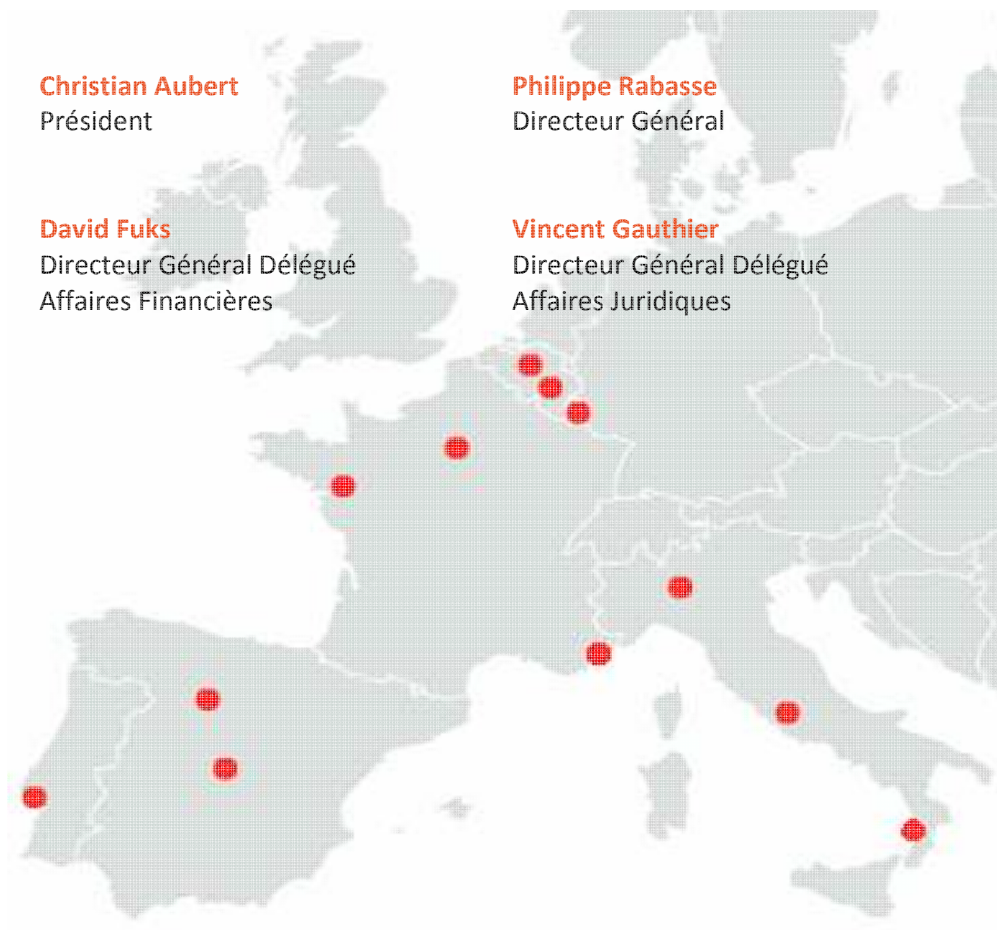 Christian Aubert
Président
Philippe Rabasse
Directeur Général
David Fuks
Directeur Général Délégué
Affaires Financières
Vincent Gauthier
Directeur Général Délégué
Affaires Juridiques